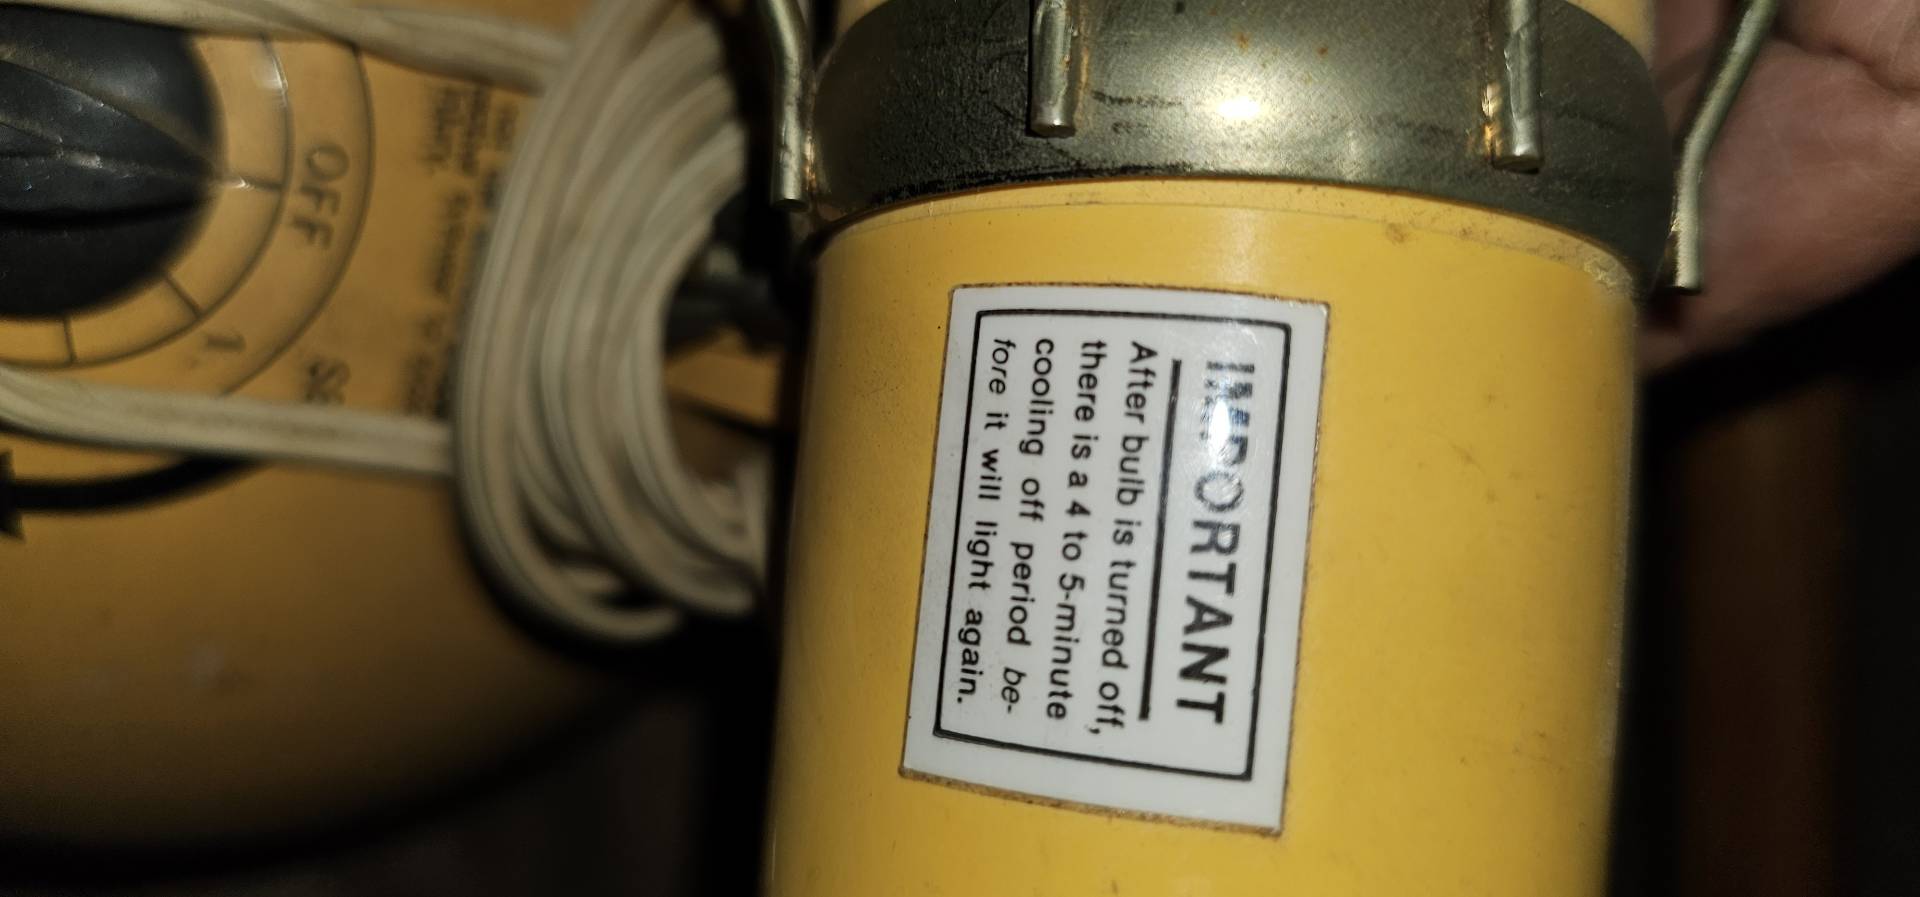 OFF
1
IMPORTANT
After bulb is turned off,
there is a 4 to 5-minute
cooling off period be-
fore it will light again.